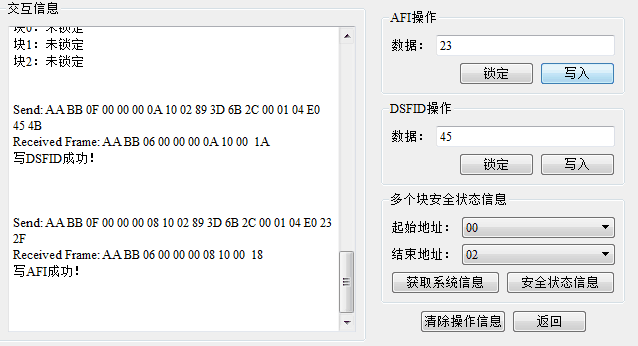 交互信息
块0：未锁定
块1：未锁定
块2：未锁定
Send: AA BB 0F 00 00 00 0A 10 02 89 3D 6B 2C 00 01 04 E0
45 4B
Received Frame: AA BB 06 00 00 00 0A 10 00 1A
写DSFID成功！
Send: AA BB 0F 00 00 00 08 10 02 89 3D 6B 2C 00 01 04 E0 23
2F
Received Frame: AA BB 06 00 00 00 08 10 00 18
写AFI成功！
AFI操作
数据： 23
锁定 写入
DSFID操作
数据： 45
锁定 写入
多个块安全状态信息
起始地址： 00
结束地址： 02
获取系统信息 安全状态信息
清除操作信息 返回